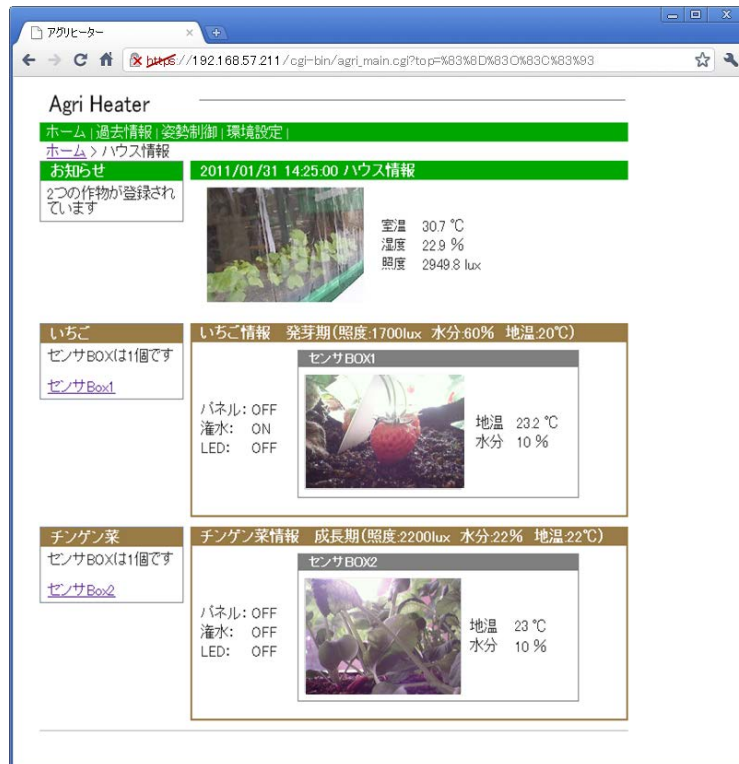 アグリヒーター
https://192.168.57.211/cgi-bin/agri_main.cgi?top=%83%8D%83O%83C%83%93
Agri Heater
ホーム | 過去情報 | 姿勢制御 | 環境設定 |
ホーム > ハウス情報
お知らせ
2つの作物が登録され
ています
2011/01/31 14:25:00 ハウス情報
室温 30.7 ℃
湿度 22.9 %
照度 2949.8 lux
いちご
センサBOXは1個です
センサBox1
いちご情報 発芽期(照度:1700lux 水分:60% 地温:20℃)
センサBOX1
パネル: OFF
潅水: ON
LED: OFF
地温 23.2 ℃
水分 10 %
チンゲン菜
センサBOXは1個です
センサBox2
チンゲン菜情報 成長期(照度:2200lux 水分:22% 地温:22℃)
センサBOX2
パネル: OFF
潅水: OFF
LED: OFF
地温 23 ℃
水分 10 %